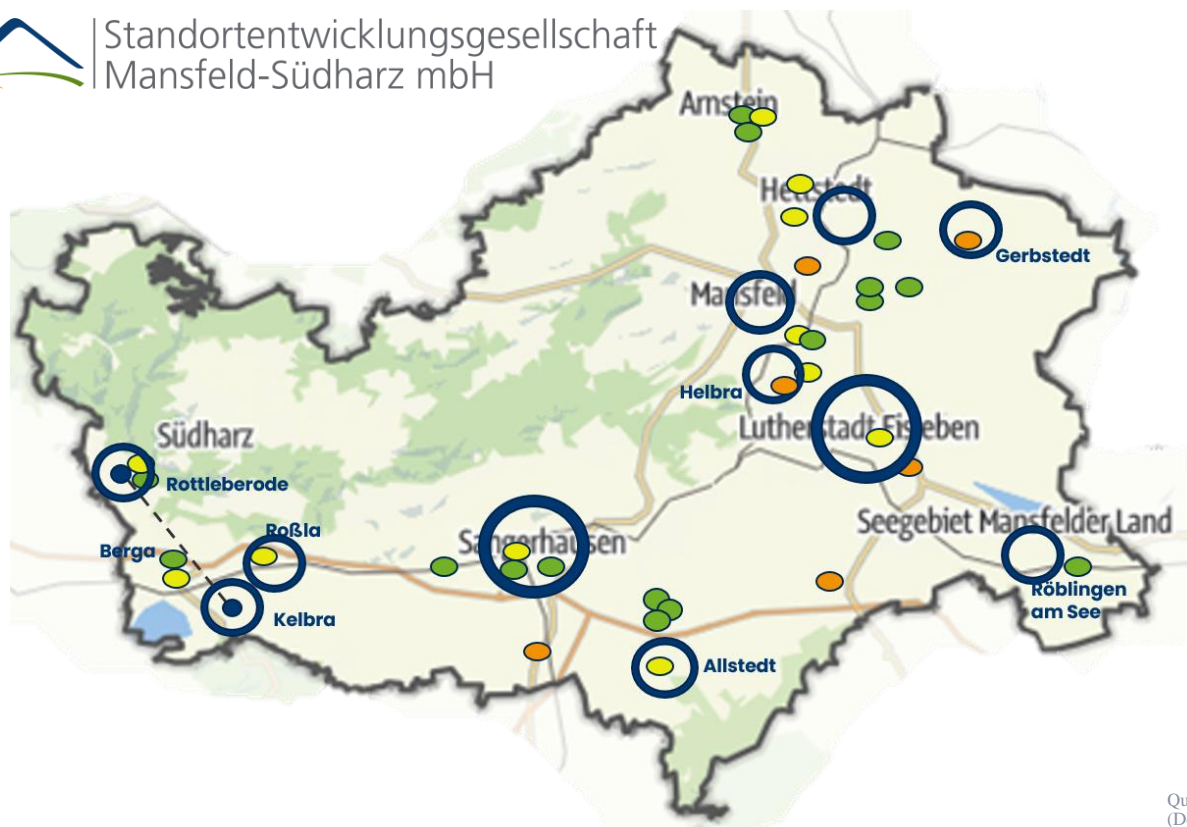 Standortentwicklungsgesellschaft
Mansfeld-Südharz mbH
Arnstein
Hettstedt
Gerbstedt
Mansfeld
Helbra
Lutherstadt Eisleben
Südharz
Rottleberode
Roßla
Sangerhausen
Seegebiet Mansfelder Land
Berga
Röblingen
am See
Kelbra
Allstedt
Qu
(D